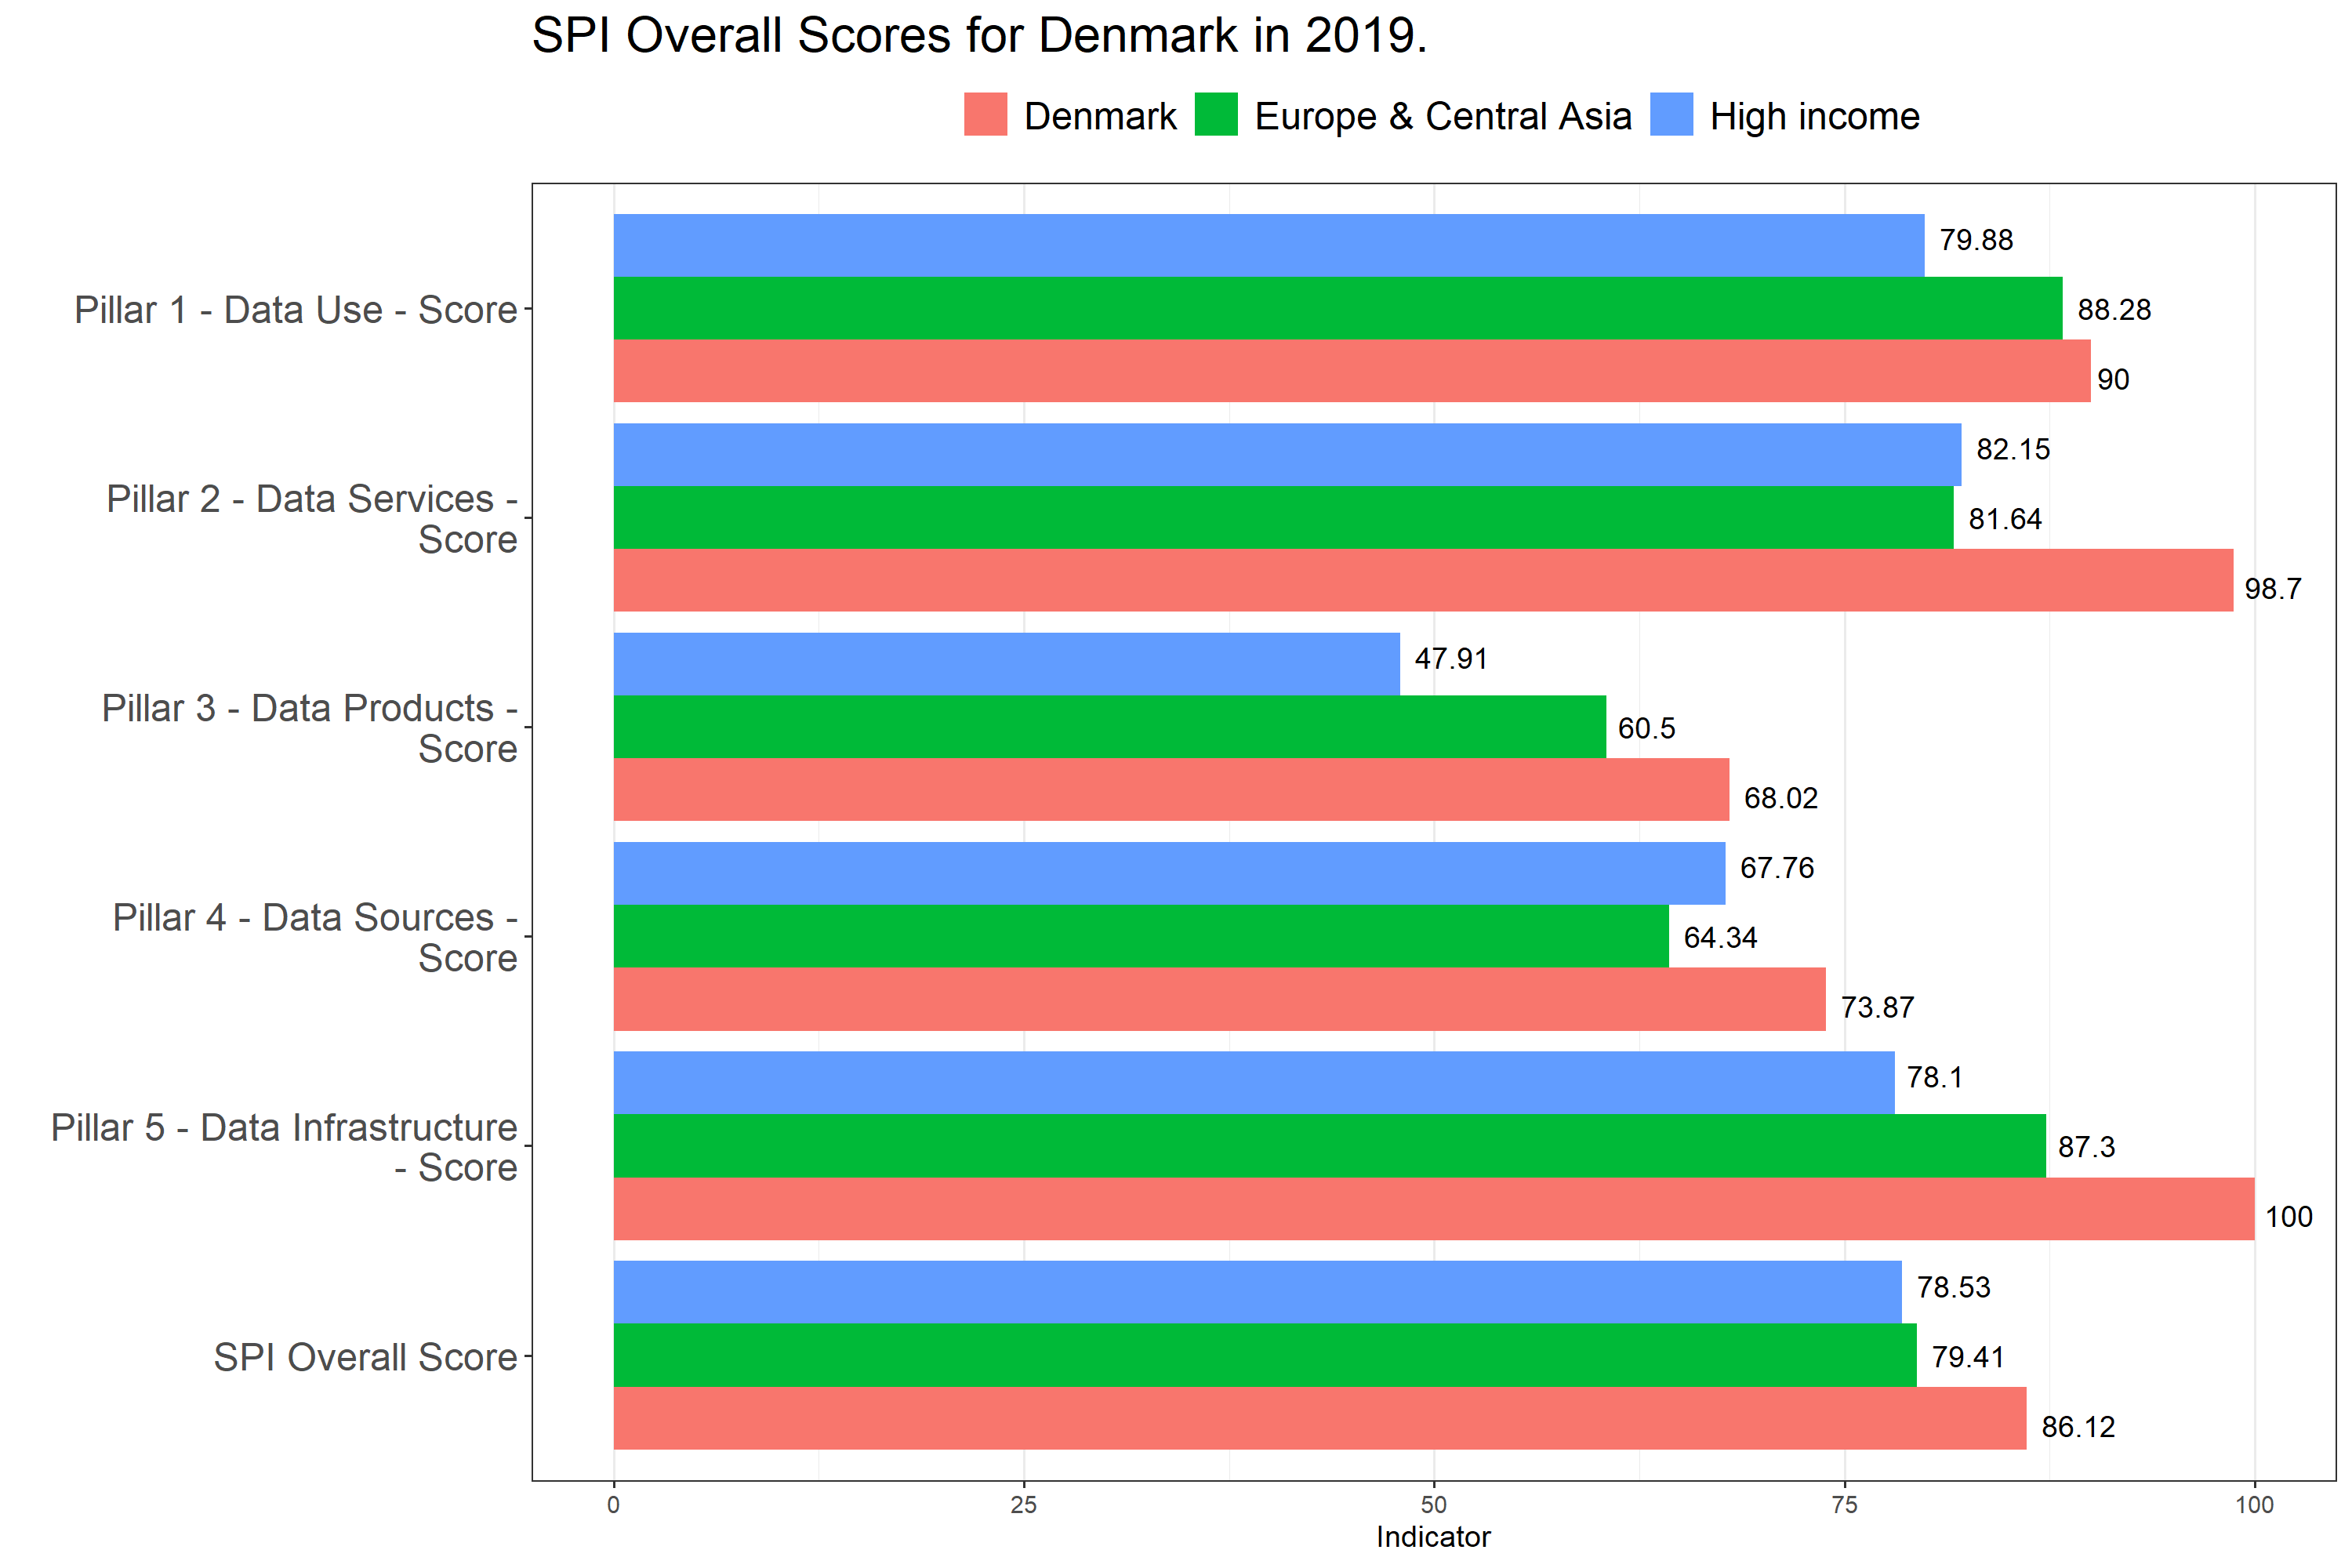 SPI Overall Scores for Denmark in 2019.
Denmark Europe & Central Asia High income
Pillar 1 - Data Use - Score
79.88
88.28
90
Pillar 2 - Data Services -
Score
82.15
81.64
98.7
Pillar 3 - Data Products -
Score
47.91
60.5
68.02
Pillar 4 - Data Sources -
Score
67.76
64.34
73.87
Pillar 5 - Data Infrastructure
- Score
78.1
87.3
100
SPI Overall Score
78.53
79.41
86.12
0 25 50 75 100
Indicator